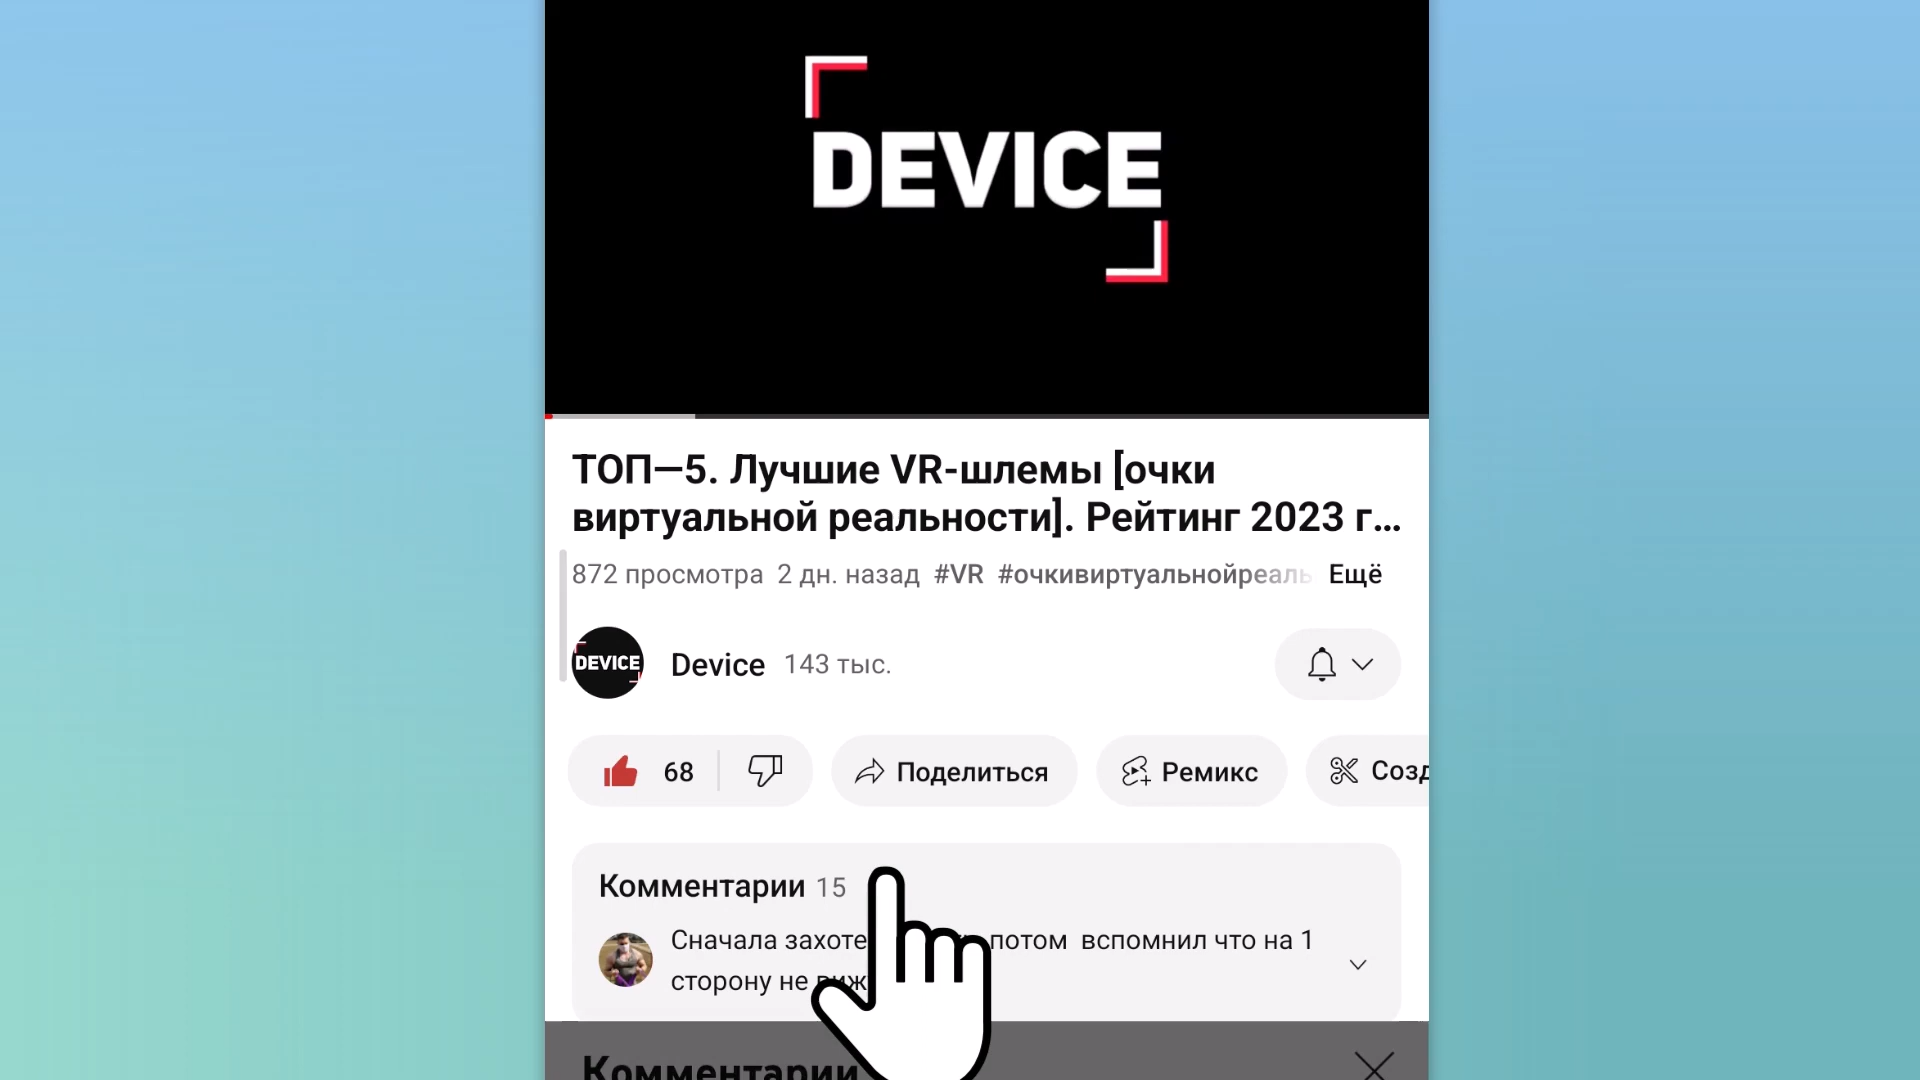 DEVICE
ТОП—5. Лучшие VR-шлемы [очки
виртуальной реальности]. Рейтинг 2023 г...
872 просмотра 2 дн. назад #VR #очкивиртуальнойреаль Ещё
DEVICE
Device 143 тыс.
68
Поделиться
Ремикс
Созд
Комментарии 15
Сначала захоте потом вспомнил что на 1
сторону не
Комментарии